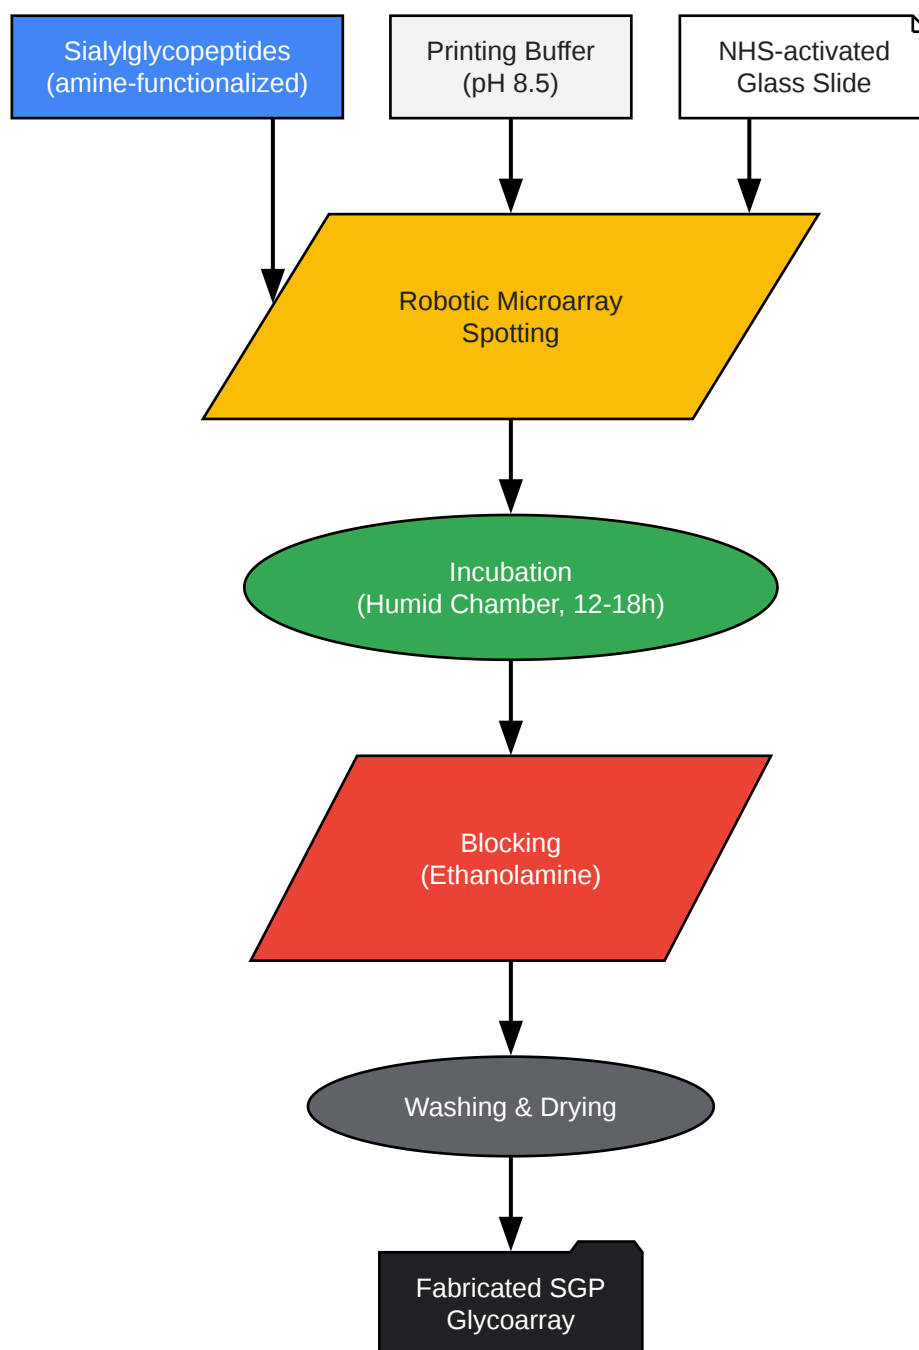 Sialylglycopeptides
(amine-functionalized)
Printing Buffer
(pH 8.5)
NHS-activated
Glass Slide
Robotic Microarray
Spotting
Incubation
(Humid Chamber, 12-18h)
Blocking
(Ethanolamine)
Washing & Drying
Fabricated SGP
Glycoarray